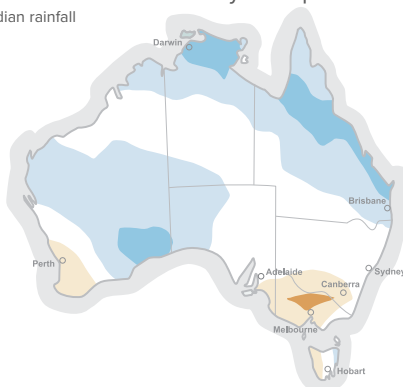 dian rainfall
Darwin
Brisbane
Perth
Adelaide
Sydney
Canberra
Melbourne
Hobart